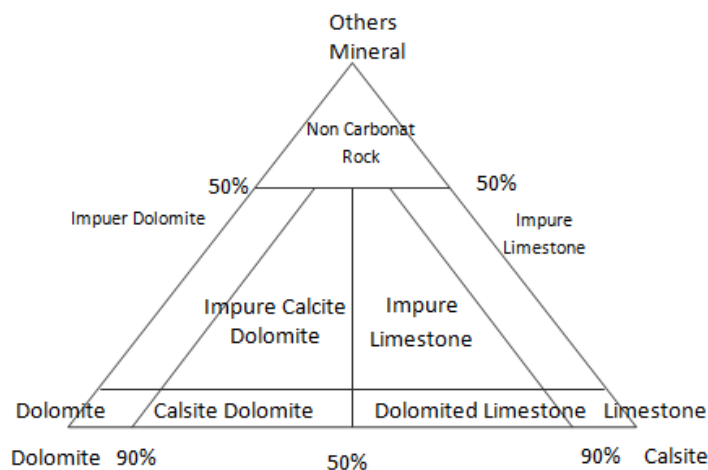 Others
Mineral
Non Carbonat
Rock
50%
50%
Impuer Dolomite
Impure
Limestone
Impure Calcite
Dolomite
Impure
Limestone
Dolomite
Calsite Dolomite
Dolomited Limestone
Limestone
Dolomite
90%
50%
90%
Calsite